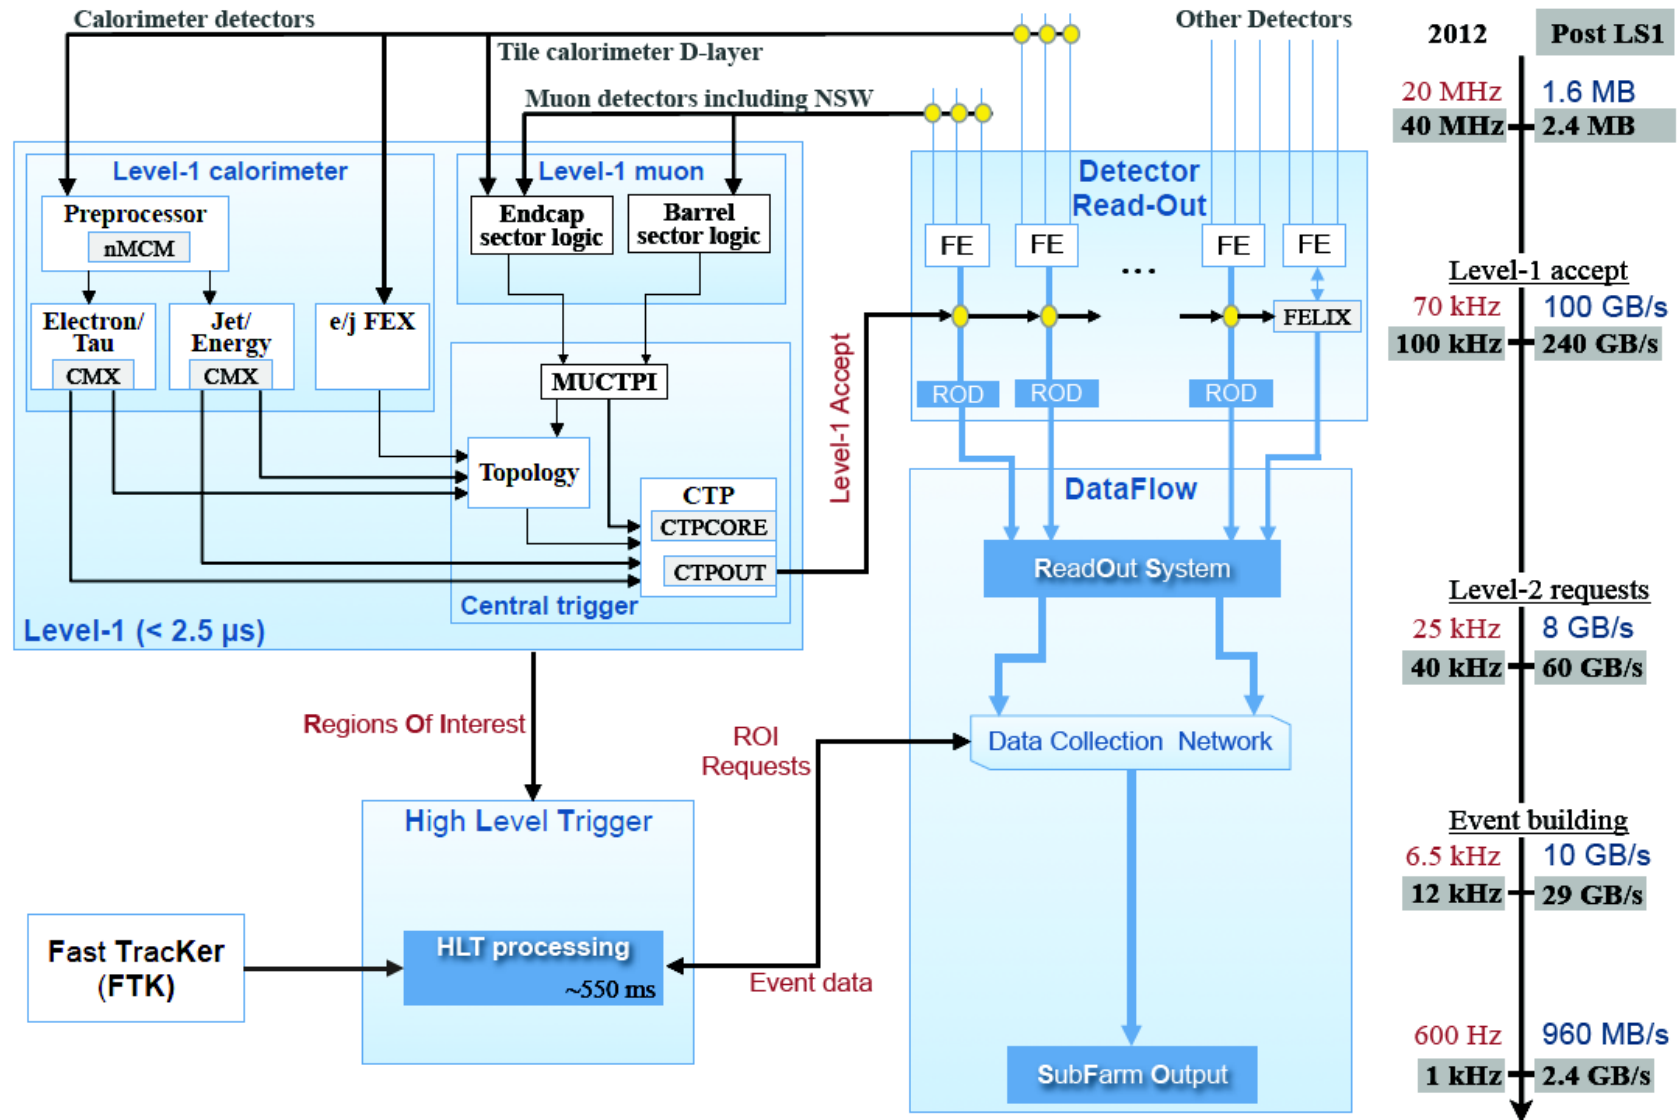 Calorimeter detectors
Tile calorimeter D-layer
Muon detectors including NSW
Other Detectors
2012
Post LS1
20 MHz
1.6 MB
40 MHz
2.4 MB
Level-1 calorimeter
Preprocessor
nMCM
Electron/
Tau
CMX
Jet/
Energy
CMX
e/j FEX
Level-1 muon
Endcap
sector logic
Barrel
sector logic
MUCTPI
Topology
CTP
CTPCORE
CTPOUT
Central trigger
Level-1 (< 2.5 µs)
Level-1 Accept
Detector
Read-Out
FE
FE
FE
FE
...
FELIX
ROD
ROD
ROD
Level-1 accept
70 kHz
100 GB/s
100 kHz
240 GB/s
DataFlow
ReadOut System
Data Collection Network
SubFarm Output
Level-2 requests
25 kHz
8 GB/s
40 kHz
60 GB/s
Regions Of Interest
ROI
Requests
Event data
High Level Trigger
HLT processing
~550 ms
Fast TracKer
(FTK)
Event building
6.5 kHz
10 GB/s
12 kHz
29 GB/s
600 Hz
960 MB/s
1 kHz
2.4 GB/s